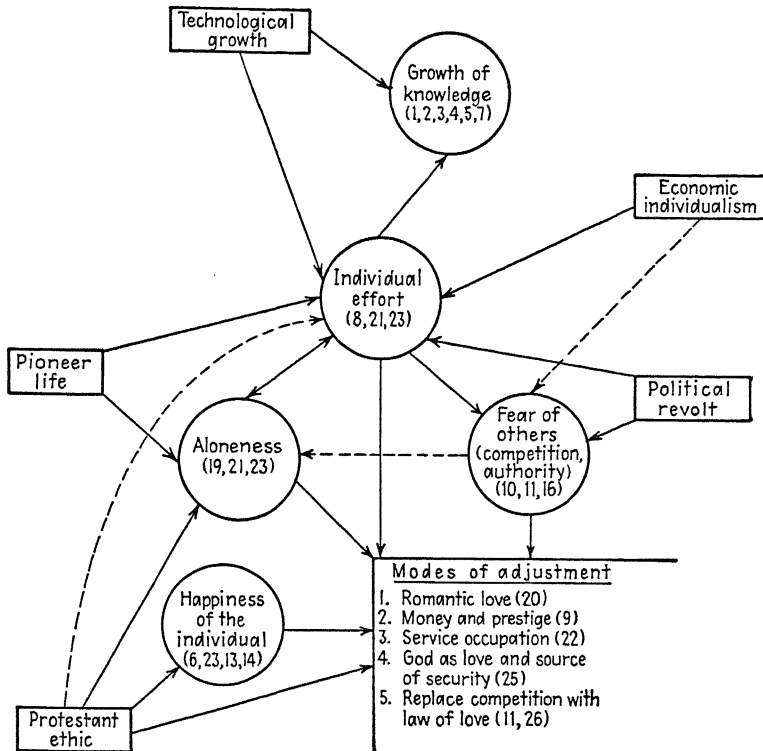 Technological
growth
Growth of
knowledge
(1,2,3,4,5,7)
Economic
individualism
Individual
effort
(8,21,23)
Pioneer
life
Political
revolt
Aloneness
(19,21,23)
Fear of
others
(competition,
authority)
(10,11,16)
Happiness
of the
individual
(6,23,13,14)
Protestant
ethic
Modes of adjustment
1. Romantic love (20)
2. Money and prestige (9)
3. Service occupation (22)
4. God as love and source
of security (25)
5. Replace competition with
law of love (11, 26)